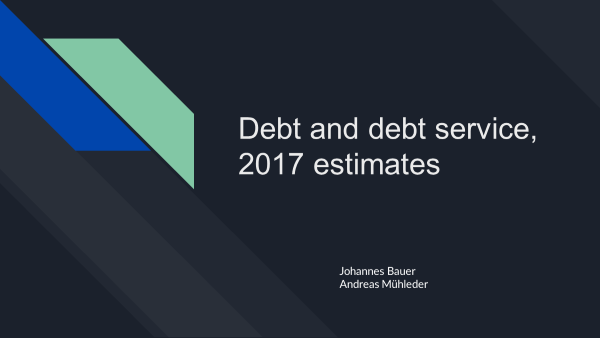 Debt and debt service,
2017 estimates
Johannes Bauer
Andreas Mühleder